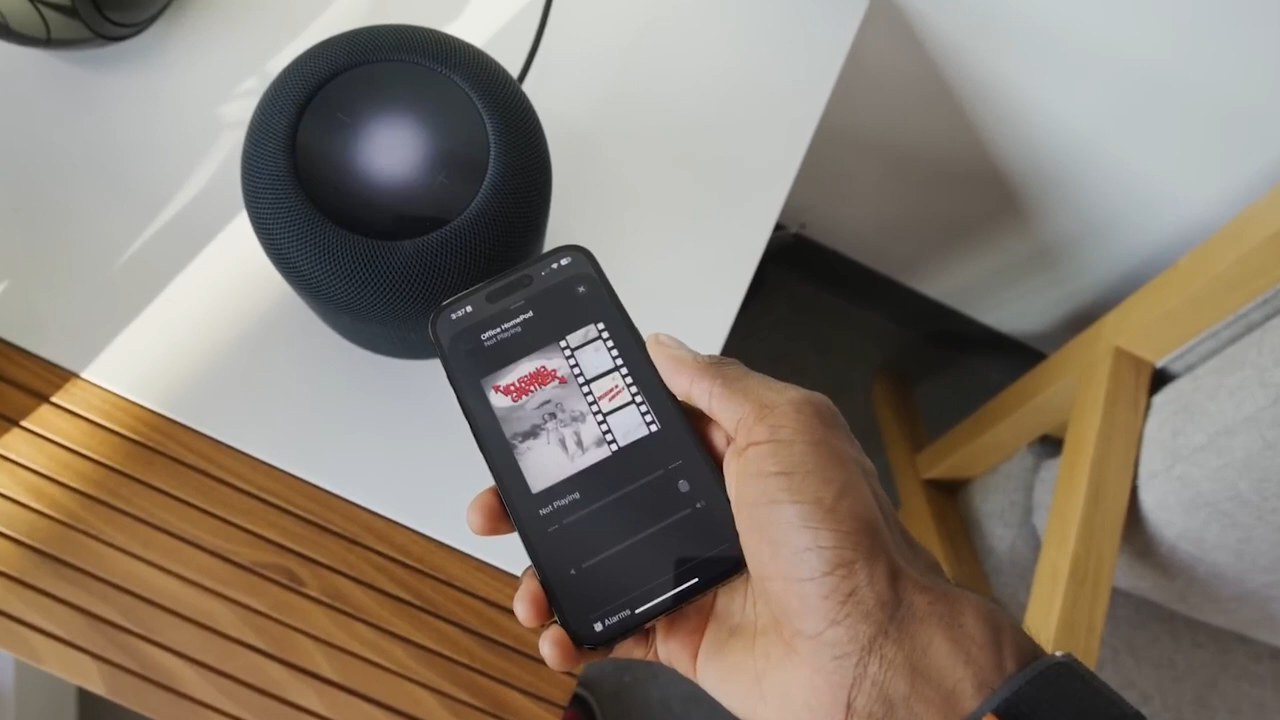 3:37
Office HomePod
Not Playing
WOLFGANG
GARTNER
Not Playing
Alarms